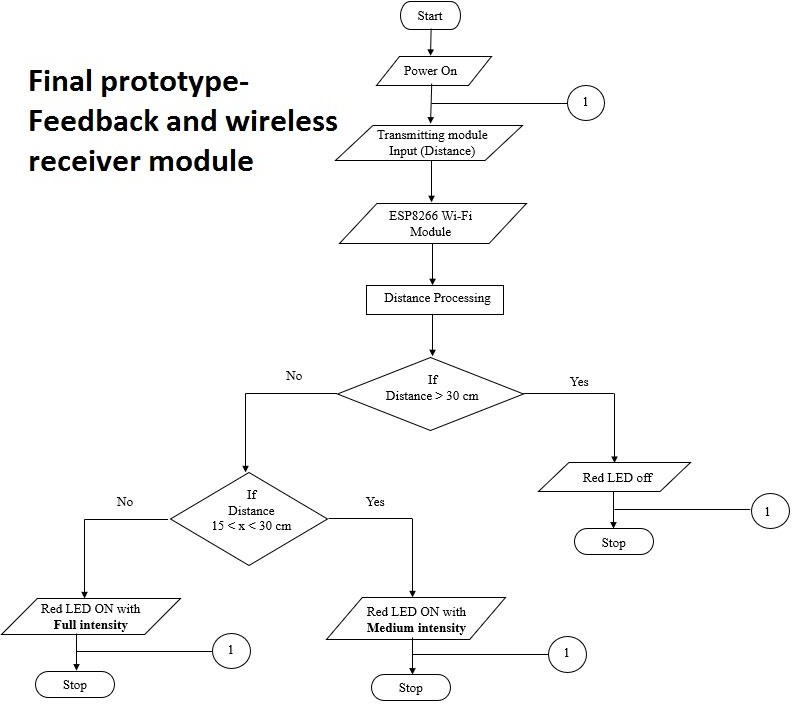 Start
Final prototype-
Feedback and wireless
receiver module
Power On
1
Transmitting module
Input (Distance)
ESP8266 Wi-Fi
Module
Distance Processing
If
Distance > 30 cm
No
Yes
Red LED off
1
Stop
If
Distance
15 < x < 30 cm
No
Yes
Red LED ON with
Full intensity
1
Stop
Red LED ON with
Medium intensity
1
Stop